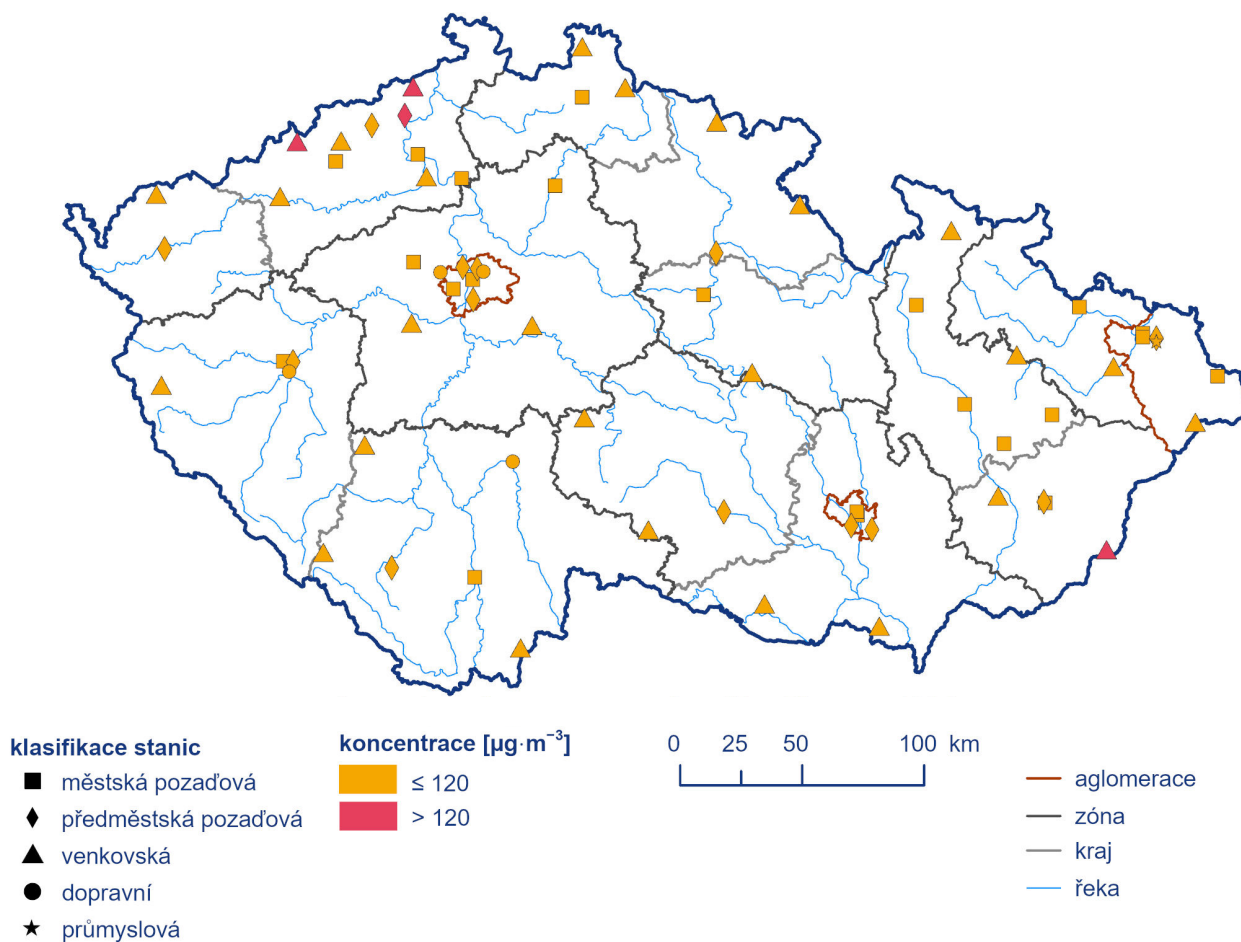 klasifikace stanic
městská pozaďová
předměstská pozaďová
venkovská
dopravní
průmyslová
koncentrace [µg·m⁻³]
≤ 120
> 120
0 25 50 100 km
aglomerace
zóna
kraj
řeka